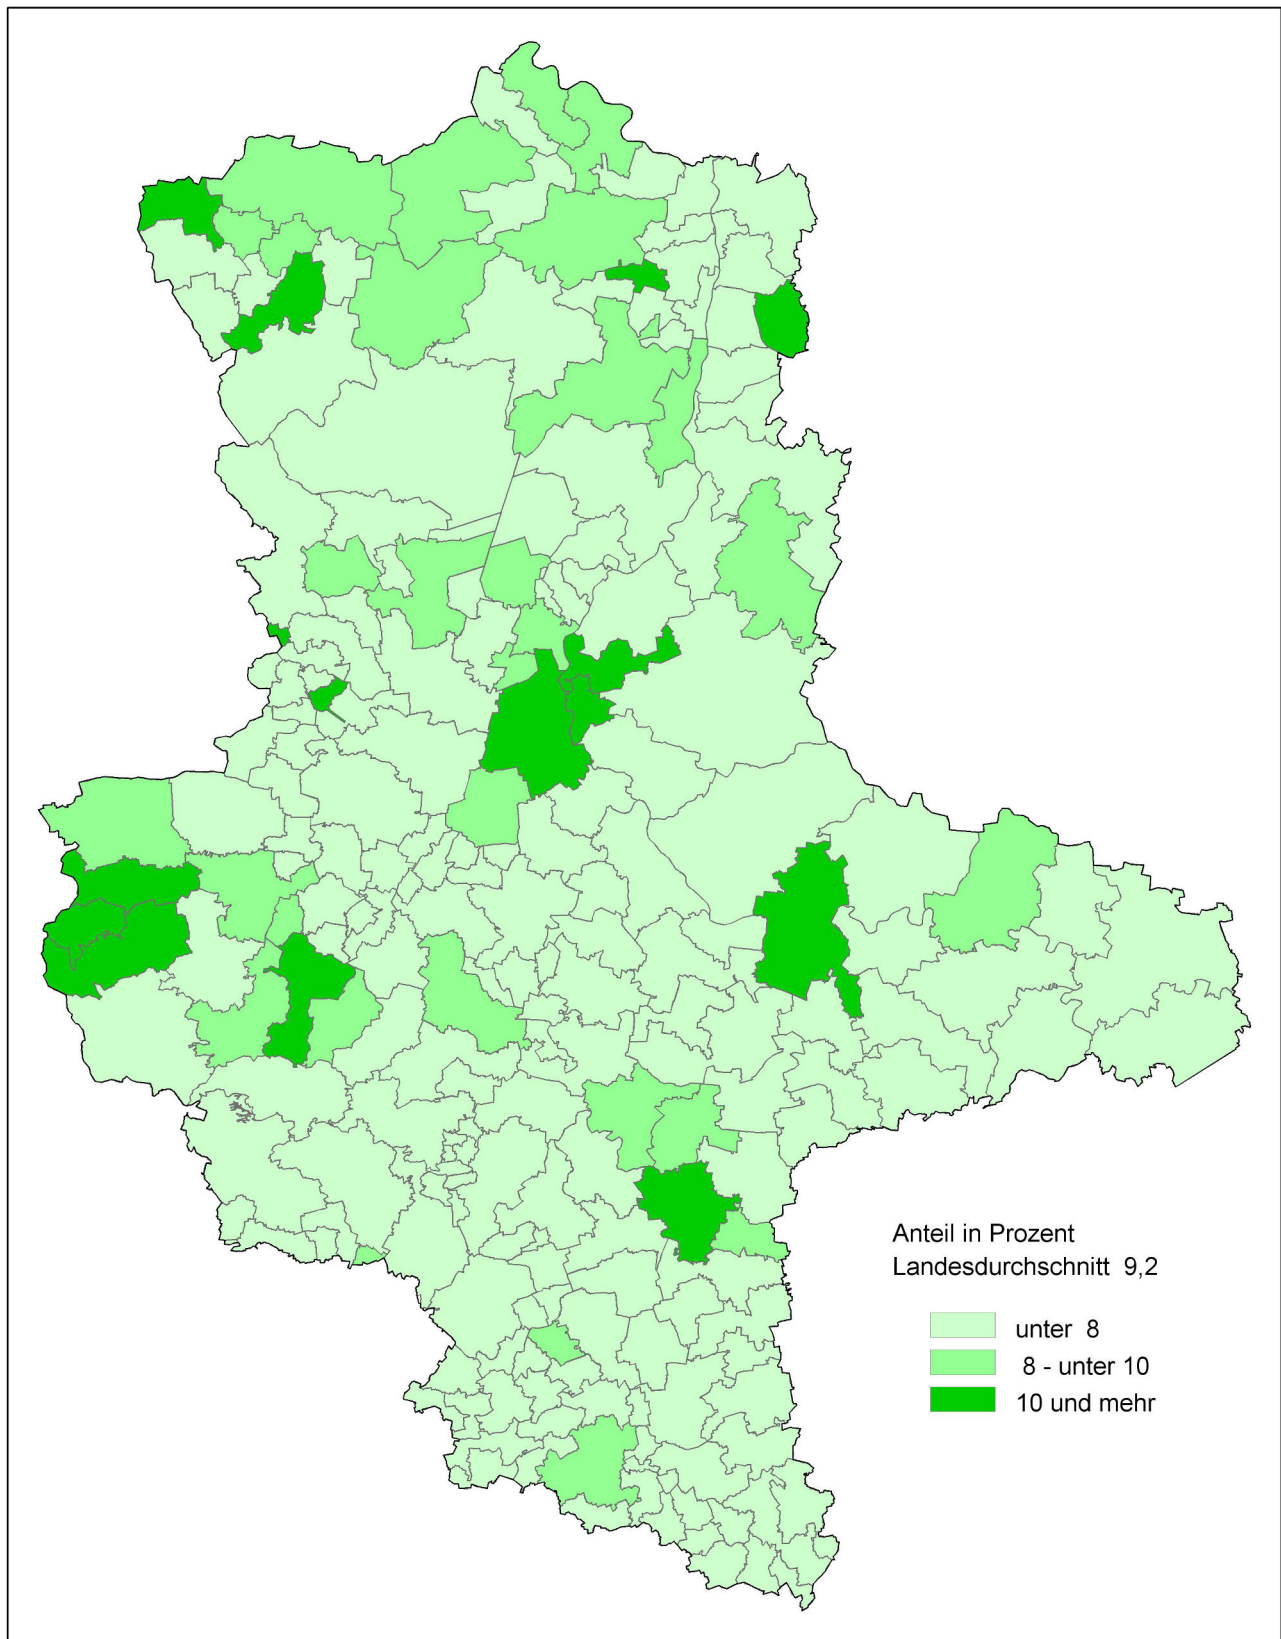 Anteil in Prozent
Landesdurchschnitt 9,2
unter 8
8 - unter 10
10 und mehr